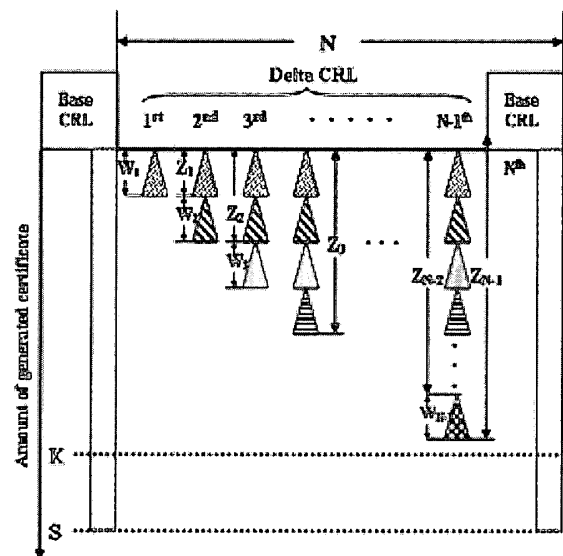 N
Delta CRL
Base CRL
Base CRL
1st 2nd 3rd . . . . . N-1th
Nth
W1 Z1 Z2
W2
W3
Z3
. . .
ZN-2 ZN-1
Amount of generated certificate
K
S